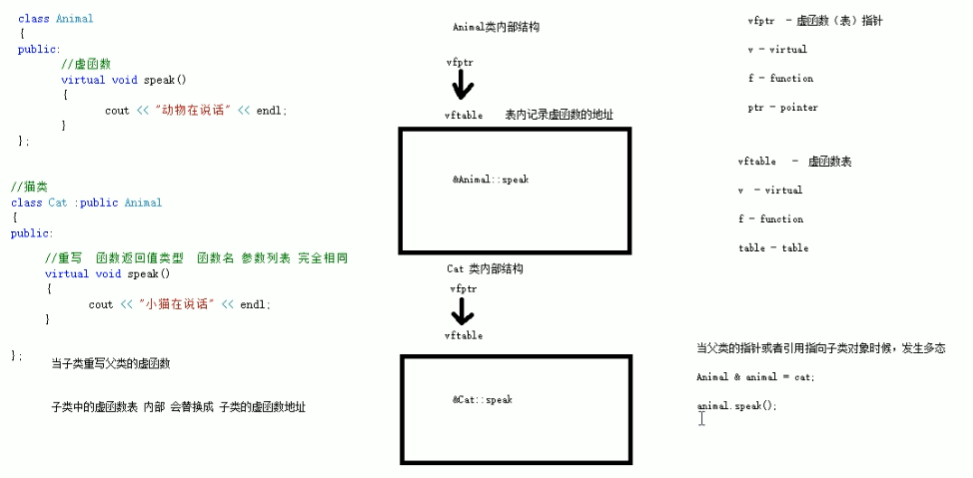 class Animal
{
public:
//虚函数
virtual void speak()
{
cout << "动物在说话" << endl;
}
};
//猫类
class Cat :public Animal
{
public:
//重写 函数返回值类型 函数名 参数列表 完全相同
virtual void speak()
{
cout << "小猫在说话" << endl;
}
};
当子类重写父类的虚函数
子类中的虚函数表 内部 会替换成 子类的虚函数地址
Animal类内部结构
vfptr
vftable 表内记录虚函数的地址
&Animal::speak
Cat 类内部结构
vfptr
vftable
&Cat::speak
vfptr - 虚函数（表）指针
v - virtual
f - function
ptr - pointer
vftable - 虚函数表
v - virtual
f - function
table - table
当父类的指针或者引用指向子类对象时候，发生多态
Animal & animal = cat;
animal.speak();